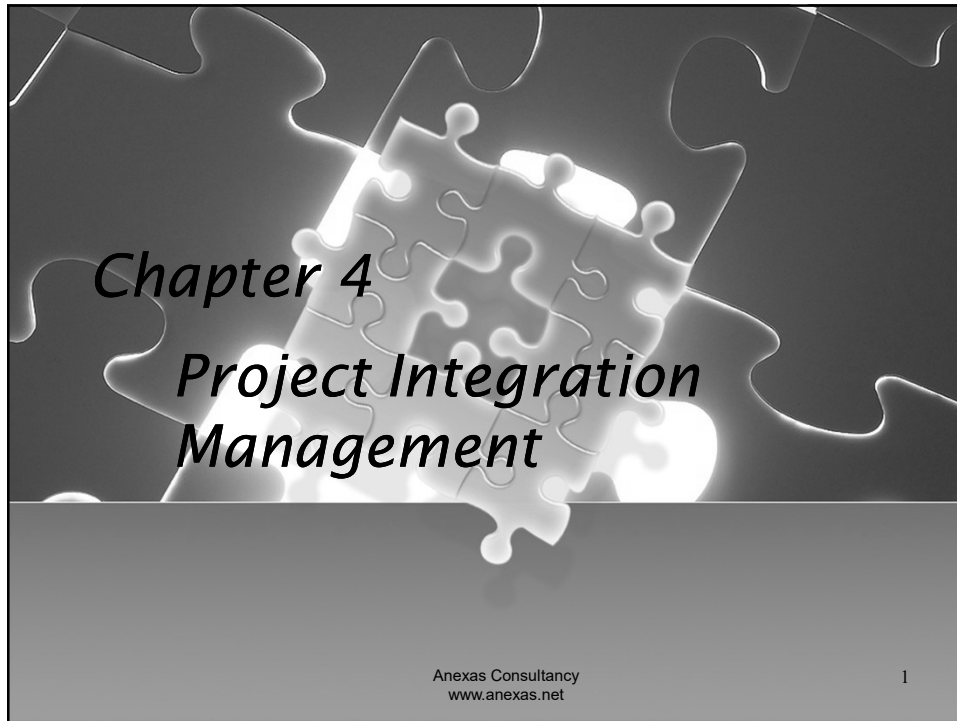 Chapter 4
Project Integration
Management
Anexas Consultancy
www.anexas.net
1